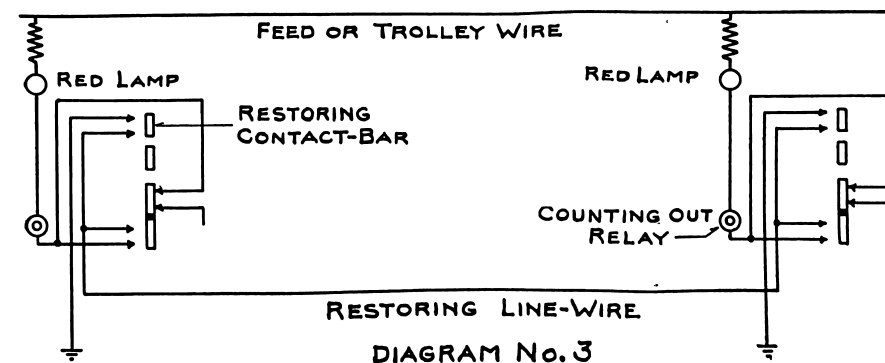 FEED OR TROLLEY WIRE
RED LAMP
RED LAMP
RESTORING
CONTACT-BAR
COUNTING OUT
RELAY
RESTORING LINE-WIRE
DIAGRAM NO. 3